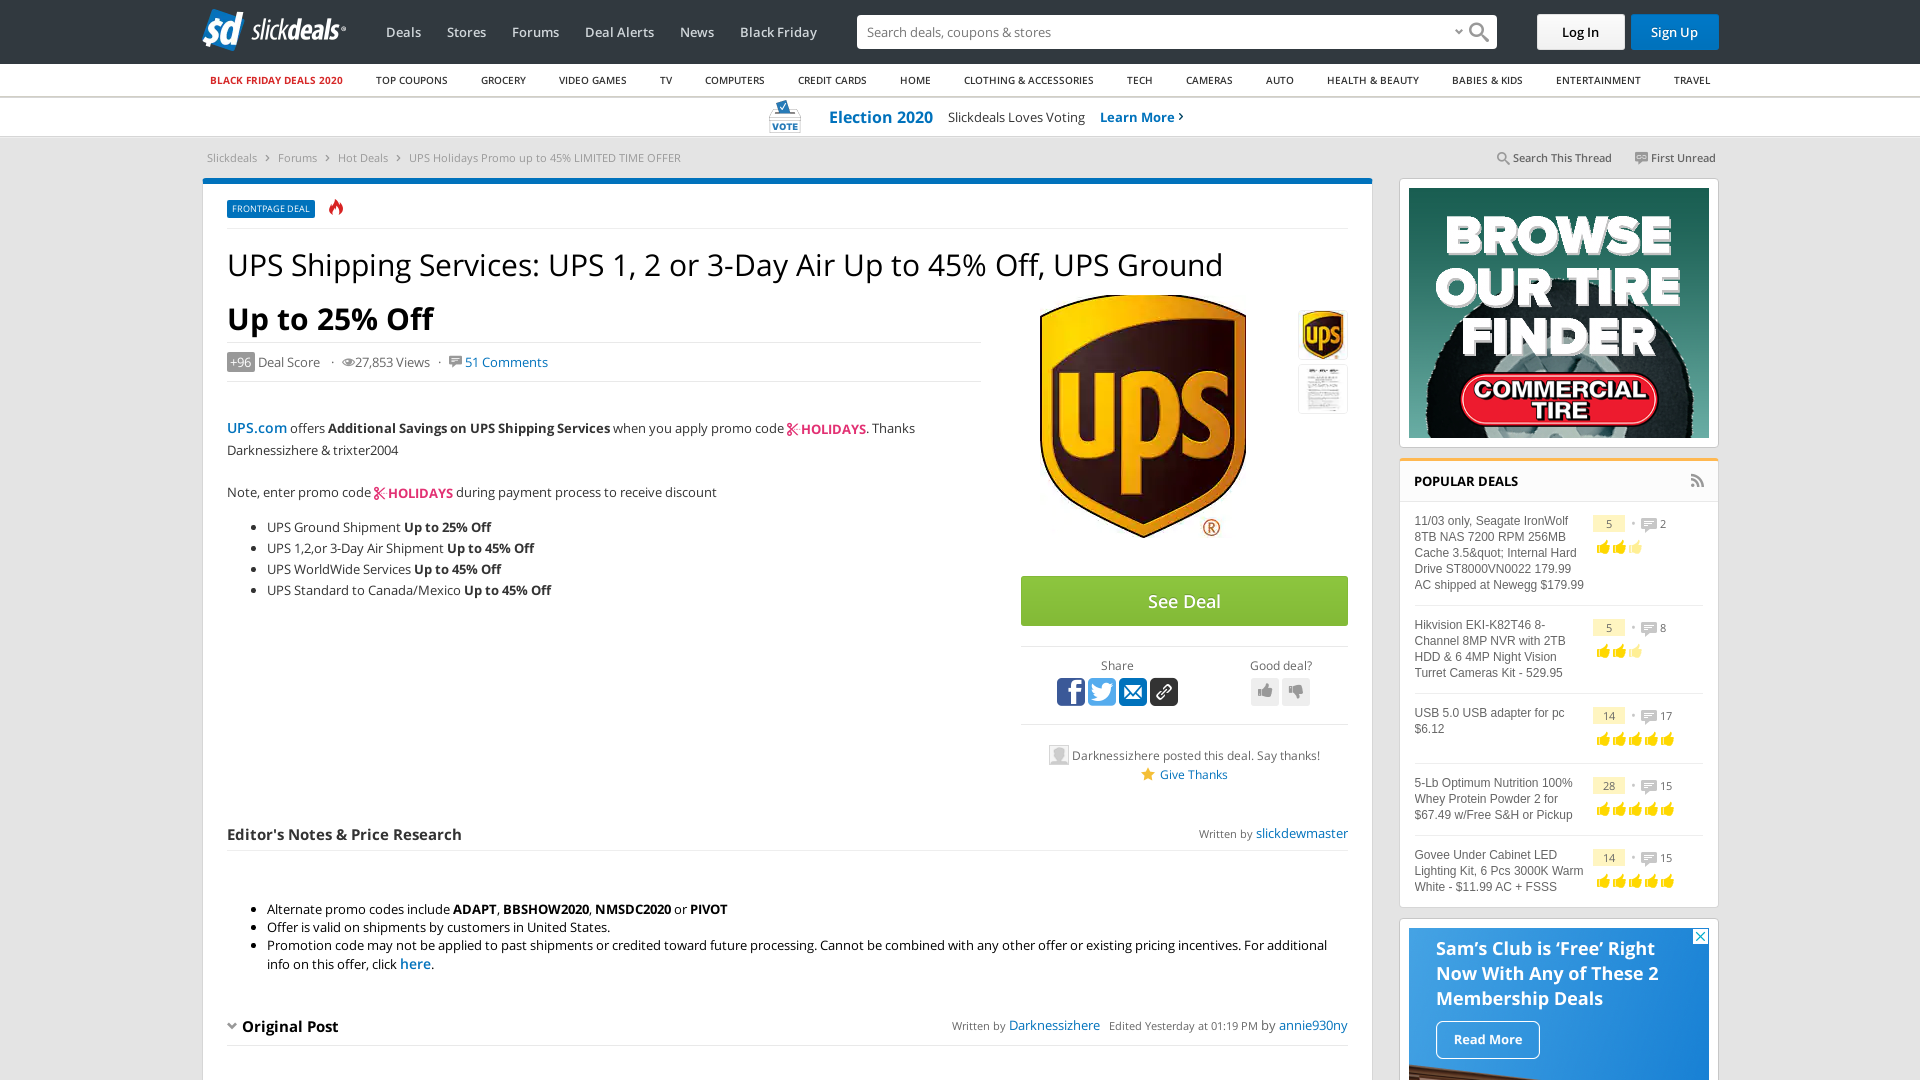 slickdeals
Deals
Stores
Forums
Deal Alerts
News
Black Friday
Search deals, coupons & stores
Log In
Sign Up
BLACK FRIDAY DEALS 2020
TOP COUPONS
GROCERY
VIDEO GAMES
TV
COMPUTERS
CREDIT CARDS
HOME
CLOTHING & ACCESSORIES
TECH
CAMERAS
AUTO
HEALTH & BEAUTY
BABIES & KIDS
ENTERTAINMENT
TRAVEL
VOTE
Election 2020 Slickdeals Loves Voting Learn More
Slickdeals › Forums › Hot Deals › UPS Holidays Promo up to 45% LIMITED TIME OFFER
Search This Thread
First Unread
FRONTPAGE DEAL
UPS Shipping Services: UPS 1, 2 or 3-Day Air Up to 45% Off, UPS Ground
Up to 25% Off
+96 Deal Score · 27,853 Views · 51 Comments
UPS.com offers Additional Savings on UPS Shipping Services when you apply promo code HOLIDAYS. Thanks
Darknessizhere & trixter2004
Note, enter promo code HOLIDAYS during payment process to receive discount
UPS Ground Shipment Up to 25% Off
UPS 1,2,or 3-Day Air Shipment Up to 45% Off
UPS WorldWide Services Up to 45% Off
UPS Standard to Canada/Mexico Up to 45% Off
ups
®
ups
See Deal
Share
Good deal?
Darknessizhere posted this deal. Say thanks!
Give Thanks
Editor's Notes & Price Research
Written by slickdewmaster
Alternate promo codes include ADAPT, BBSHOW2020, NMSDC2020 or PIVOT
Offer is valid on shipments by customers in United States.
Promotion code may not be applied to past shipments or credited toward future processing. Cannot be combined with any other offer or existing pricing incentives. For additional
info on this offer, click here.
Original Post
Written by Darknessizhere Edited Yesterday at 01:19 PM by annie930ny
BROWSE
OUR TIRE
FINDER
COMMERCIAL
TIRE
POPULAR DEALS
11/03 only, Seagate IronWolf
8TB NAS 7200 RPM 256MB
Cache 3.5&quot; Internal Hard
Drive ST8000VN0022 179.99
AC shipped at Newegg $179.99
5 • 2
Hikvision EKI-K82T46 8-
Channel 8MP NVR with 2TB
HDD & 6 4MP Night Vision
Turret Cameras Kit - 529.95
5 • 8
USB 5.0 USB adapter for pc
$6.12
14 • 17
5-Lb Optimum Nutrition 100%
Whey Protein Powder 2 for
$67.49 w/Free S&H or Pickup
28 • 15
Govee Under Cabinet LED
Lighting Kit, 6 Pcs 3000K Warm
White - $11.99 AC + FSSS
14 • 15
Sam's Club is ‘Free’ Right
Now With Any of These 2
Membership Deals
Read More